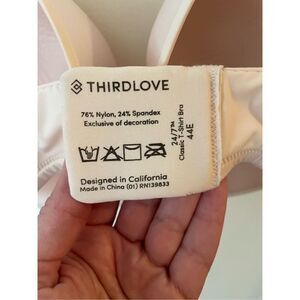 THIRDLOVE
76% Nylon, 24% Spandex
Exclusive of decoration
Designed in California
Made in China (01) RN139833
24/7™
Classic T-Shirt Bra
44E